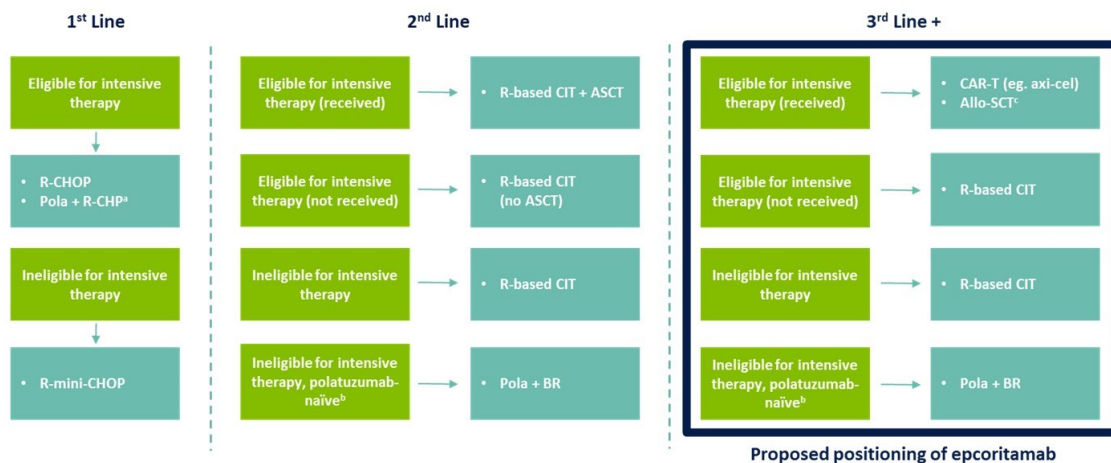 1st Line
Eligible for intensive
therapy
• R-CHOP
• Pola + R-CHPa
Ineligible for intensive
therapy
• R-mini-CHOP
2nd Line
Eligible for intensive
therapy (received)
• R-based CIT + ASCT
Eligible for intensive
therapy (not received)
• R-based CIT
(no ASCT)
Ineligible for intensive
therapy
• R-based CIT
Ineligible for intensive
therapy, polatuzumab-
naïveb
• Pola + BR
3rd Line +
Eligible for intensive
therapy (received)
• CAR-T (eg. axi-cel)
• Allo-SCTc
Eligible for intensive
therapy (not received)
• R-based CIT
Ineligible for intensive
therapy
• R-based CIT
Ineligible for intensive
therapy, polatuzumab-
naïveb
• Pola + BR
Proposed positioning of epcoritamab